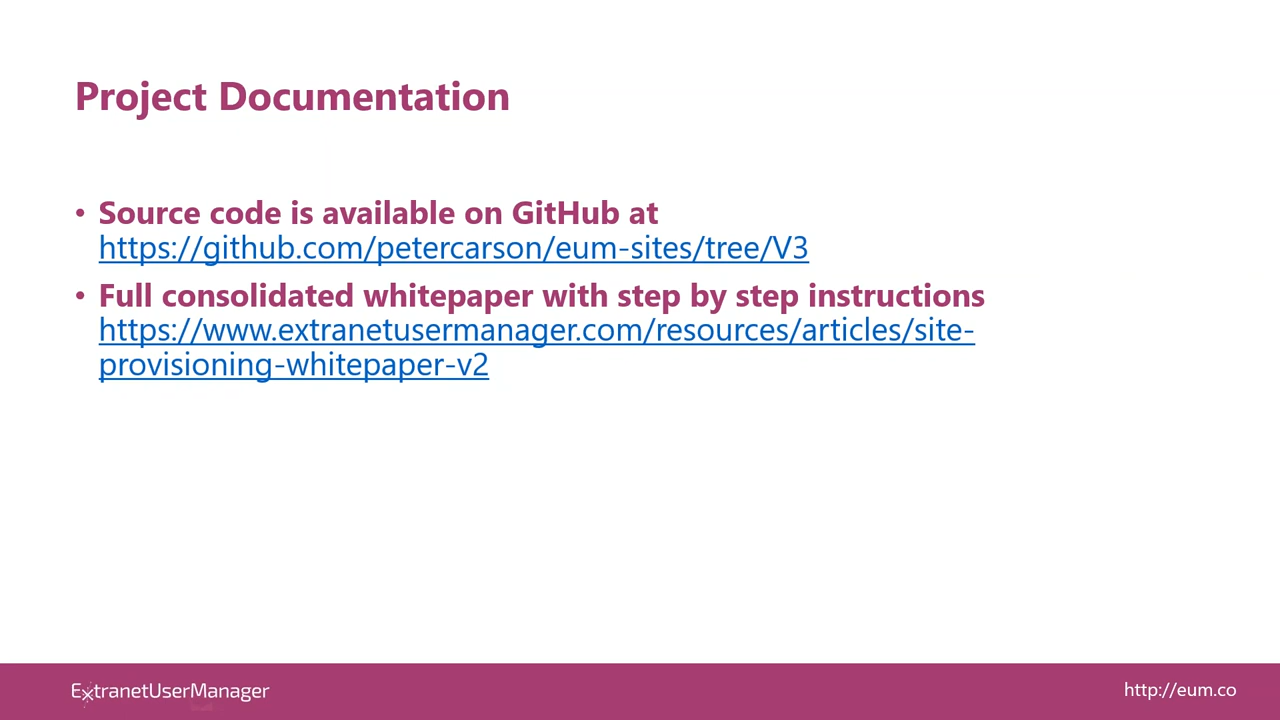 Project Documentation
• Source code is available on GitHub at
https://github.com/petercarson/eum-sites/tree/V3
• Full consolidated whitepaper with step by step instructions
https://www.extranetusermanager.com/resources/articles/site-
provisioning-whitepaper-v2
ExtranetUserManager
http://eum.co